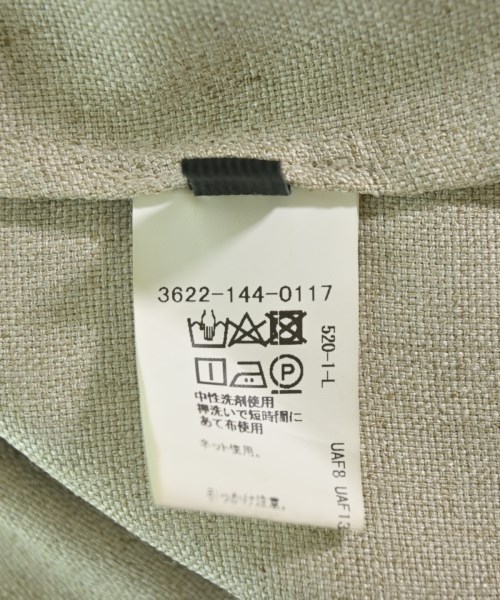 3622-144-0117
520-1-L
P
中性洗剤使用
押洗いで短時間に
あて布使用
ネット使用。
引っかけ注意。
UAF8 UAF13